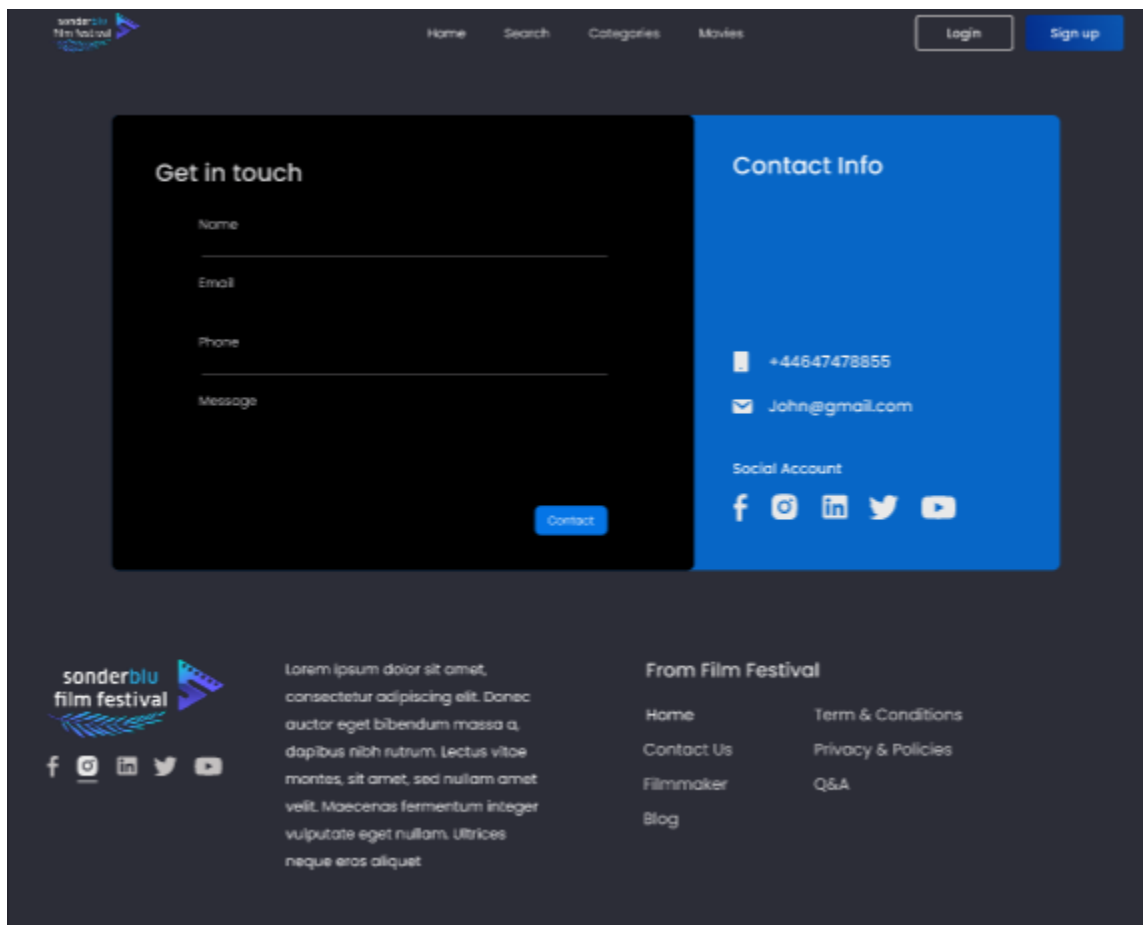 sonderblu
film festival
Home Search Categories Movies
Login Sign up
Get in touch
Name
Email
Phone
Message
Contact
Contact Info
+44647478855
John@gmail.com
Social Account
sonderblu
film festival
Lorem ipsum dolor sit amet,
consectetur adipiscing elit. Donec
auctor eget bibendum massa a,
dapibus nibh rutrum. Lectus vitae
montes, sit amet, sed nullam amet
velit. Maecenas fermentum integer
vulputate eget nullam. Ultrices
neque eros aliquet
From Film Festival
Home Term & Conditions
Contact Us Privacy & Policies
Filmmaker Q&A
Blog